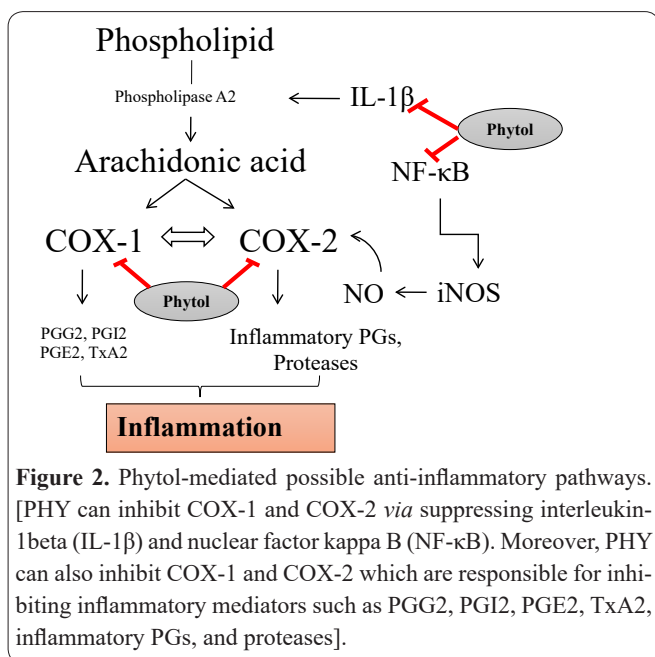 Phospholipid
Phospholipase A2
IL-1β
Phytol
Arachidonic acid
NF-κB
COX-1
COX-2
Phytol
NO
iNOS
PGG2, PGI2
PGE2, TxA2
Inflammatory PGs,
Proteases
Inflammation
Figure 2. Phytol-mediated possible anti-inflammatory pathways.
[PHY can inhibit COX-1 and COX-2 via suppressing interleukin-
1beta (IL-1β) and nuclear factor kappa B (NF-κB). Moreover, PHY
can also inhibit COX-1 and COX-2 which are responsible for inhi-
biting inflammatory mediators such as PGG2, PGI2, PGE2, TxA2,
inflammatory PGs, and proteases].